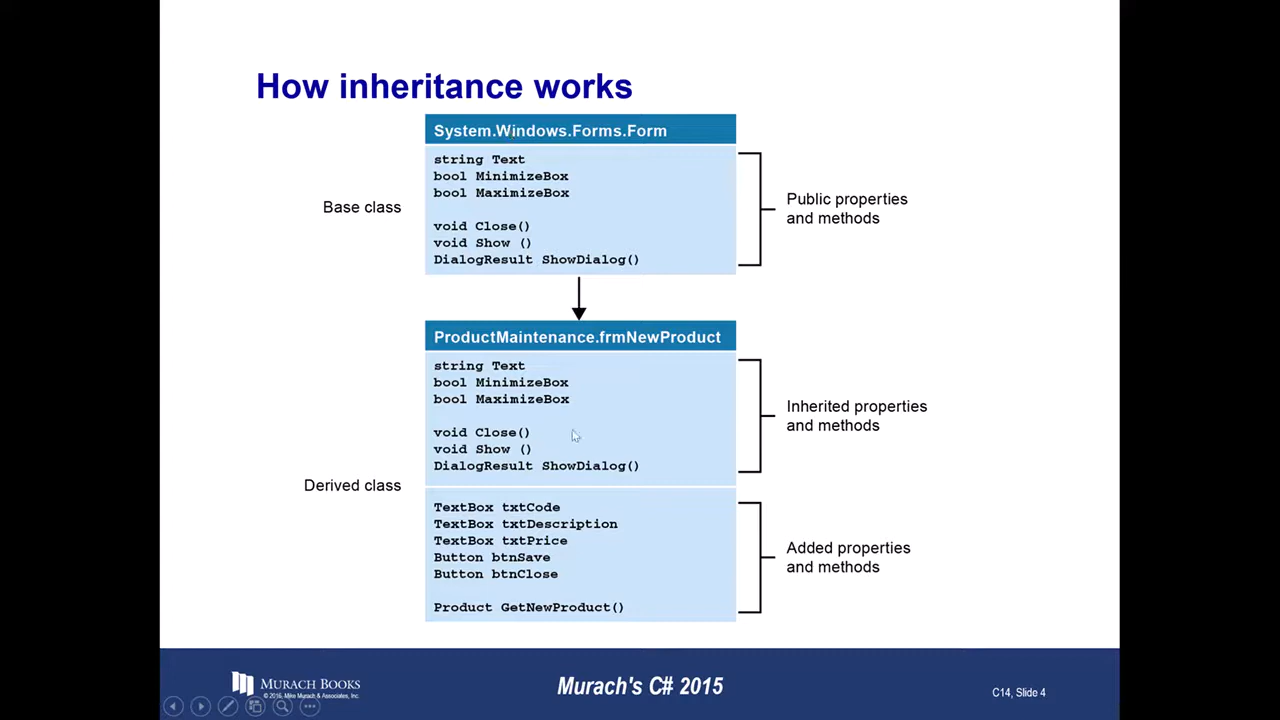 How inheritance works
System.Windows.Forms.Form
string Text
bool MinimizeBox
bool MaximizeBox
void Close()
void Show ()
DialogResult ShowDialog()
Base class
Public properties
and methods
ProductMaintenance.frmNewProduct
string Text
bool MinimizeBox
bool MaximizeBox
void Close()
void Show ()
DialogResult ShowDialog()
Inherited properties
and methods
Derived class
TextBox txtCode
TextBox txtDescription
TextBox txtPrice
Button btnSave
Button btnClose
Product GetNewProduct()
Added properties
and methods
MURACH BOOKS
© 2016, Mike Murach & Associates, Inc.
Murach's C# 2015
C14, Slide 4